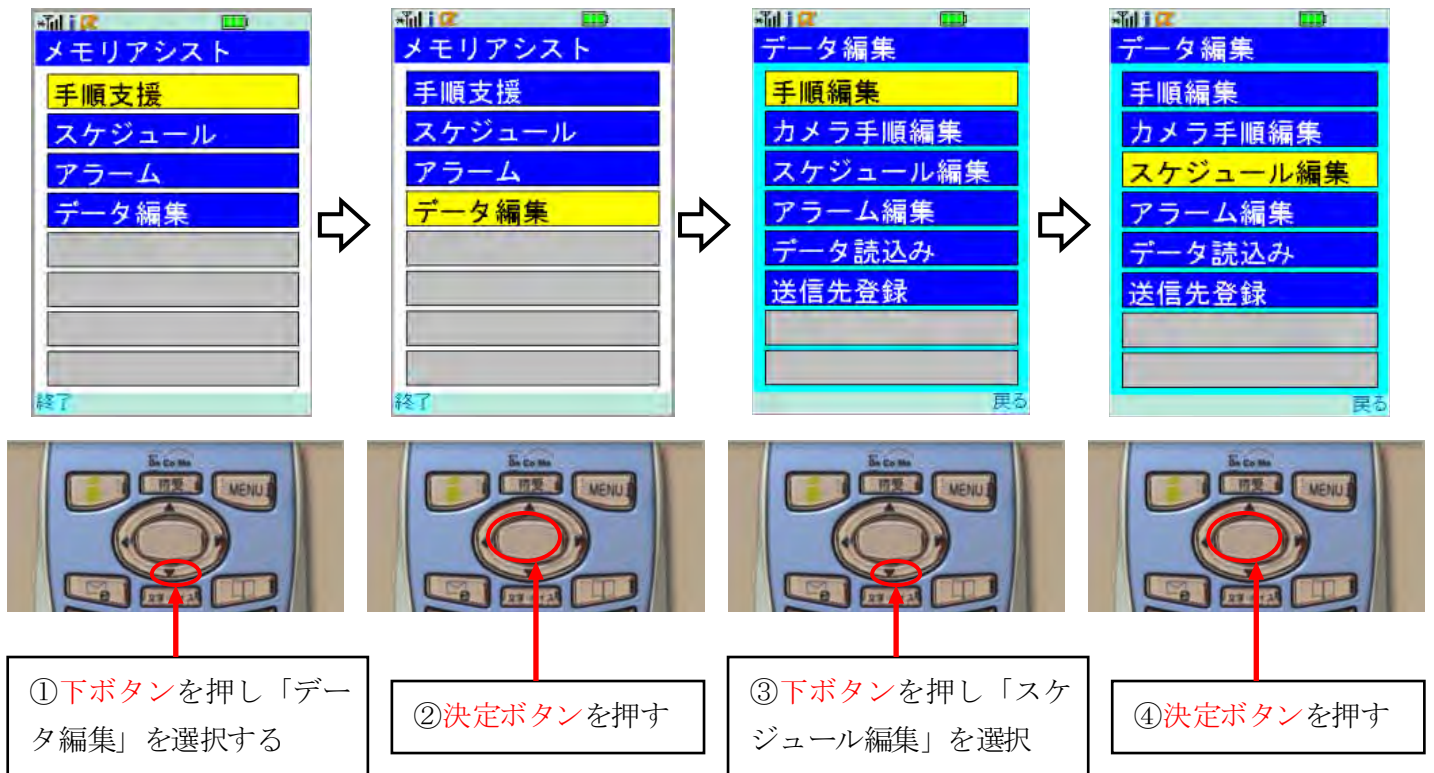 メモリアシスト
手順支援
スケジュール
アラーム
データ編集
終了
メモリアシスト
手順支援
スケジュール
アラーム
データ編集
終了
データ編集
手順編集
カメラ手順編集
スケジュール編集
アラーム編集
データ読込み
送信先登録
戻る
データ編集
手順編集
カメラ手順編集
スケジュール編集
アラーム編集
データ読込み
送信先登録
戻る
待受
MENU
待受
MENU
待受
MENU
待受
MENU
①下ボタンを押し「デー
タ編集」を選択する
②決定ボタンを押す
③下ボタンを押し「スケ
ジュール編集」を選択
④決定ボタンを押す